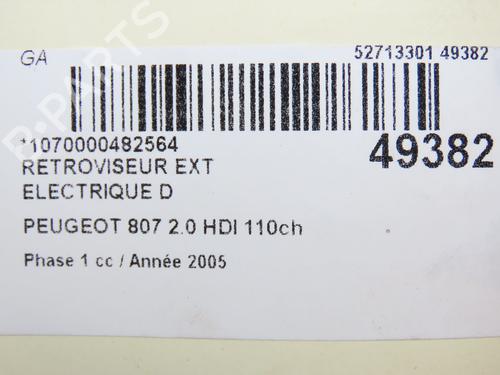 GA
52713301 49382
*1070000482564
49382
RETROVISEUR EXT
ELECTRIQUE D
PEUGEOT 807 2.0 HDI 110ch
Phase 1 cc / Année 2005
B-PARTS